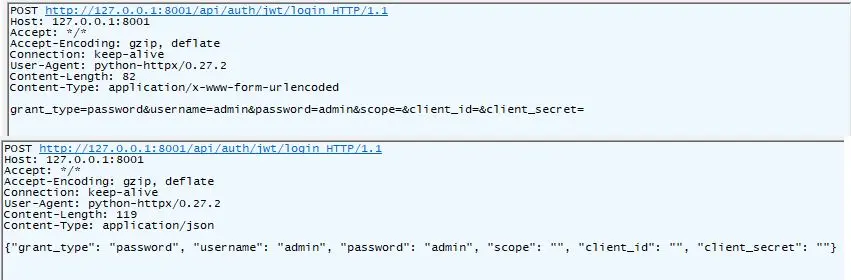 POST http://127.0.0.1:8001/api/auth/jwt/login HTTP/1.1
Host: 127.0.0.1:8001
Accept: */*
Accept-Encoding: gzip, deflate
Connection: keep-alive
User-Agent: python-httpx/0.27.2
Content-Length: 82
Content-Type: application/x-www-form-urlencoded
grant_type=password&username=admin&password=admin&scope=&client_id=&client_secret=
POST http://127.0.0.1:8001/api/auth/jwt/login HTTP/1.1
Host: 127.0.0.1:8001
Accept: */*
Accept-Encoding: gzip, deflate
Connection: keep-alive
User-Agent: python-httpx/0.27.2
Content-Length: 119
Content-Type: application/json
{"grant_type": "password", "username": "admin", "password": "admin", "scope": "", "client_id": "", "client_secret": ""}